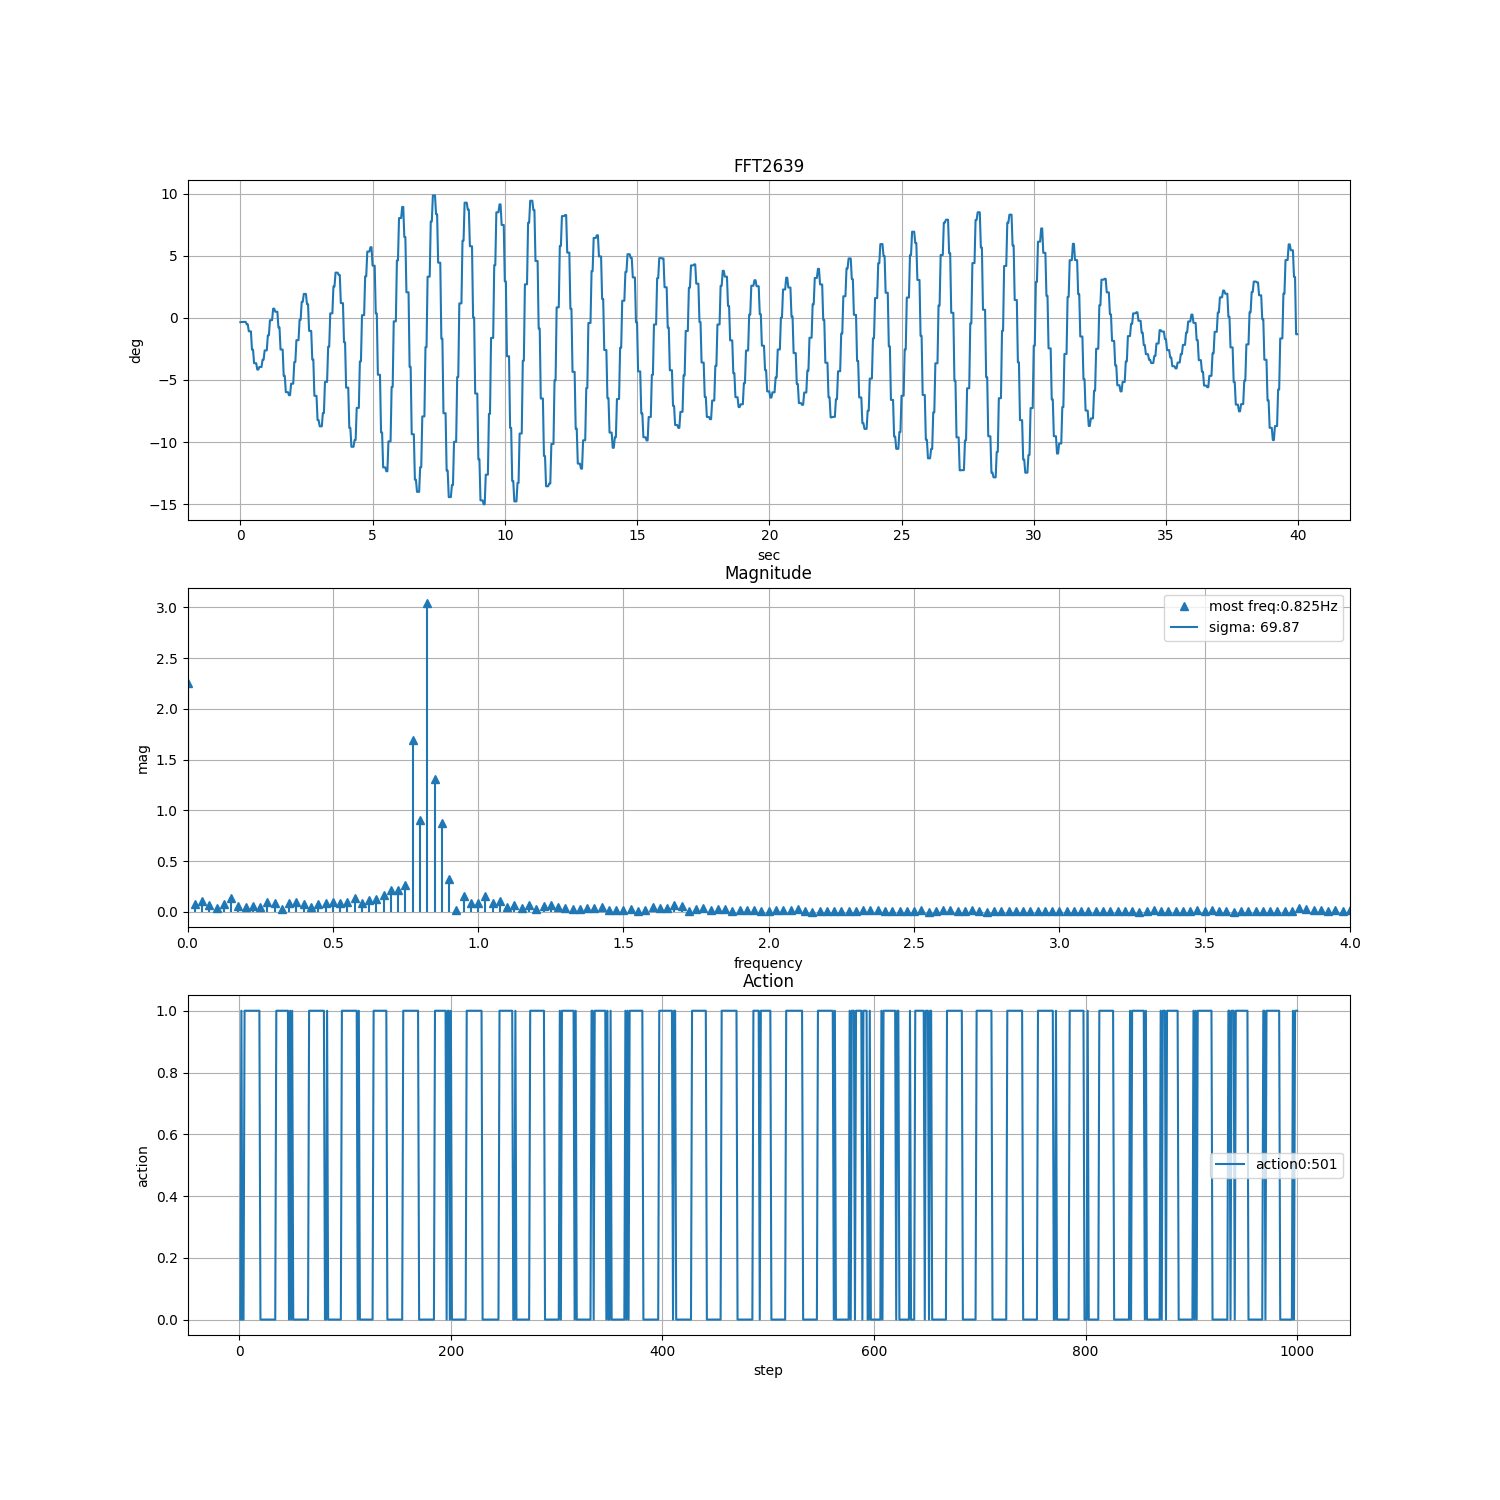 FFT2639
10
5
0
−5
−10
−15
deg
0 5 10 15 20 25 30 35 40
sec
Magnitude
3.0
2.5
2.0
1.5
1.0
0.5
0.0
mag
most freq:0.825Hz
sigma: 69.87
0.0 0.5 1.0 1.5 2.0 2.5 3.0 3.5 4.0
frequency
Action
1.0
0.8
0.6
0.4
0.2
0.0
action
action0:501
0 200 400 600 800 1000
step